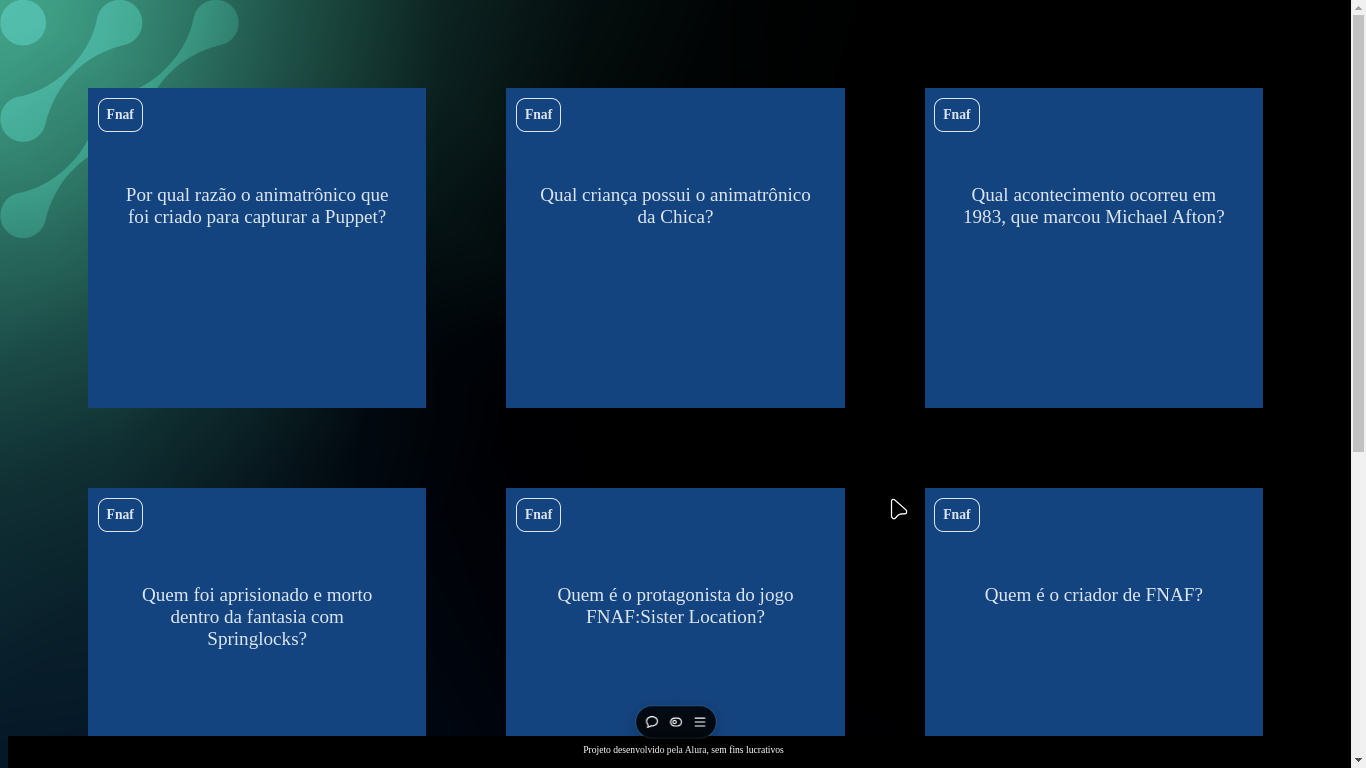 Fnaf
Por qual razão o animatrônico que
foi criado para capturar a Puppet?
Fnaf
Qual criança possui o animatrônico
da Chica?
Fnaf
Qual acontecimento ocorreu em
1983, que marcou Michael Afton?
Fnaf
Quem foi aprisionado e morto
dentro da fantasia com
Springlocks?
Fnaf
Quem é o protagonista do jogo
FNAF:Sister Location?
Fnaf
Quem é o criador de FNAF?
Projeto desenvolvido pela Alura, sem fins lucrativos